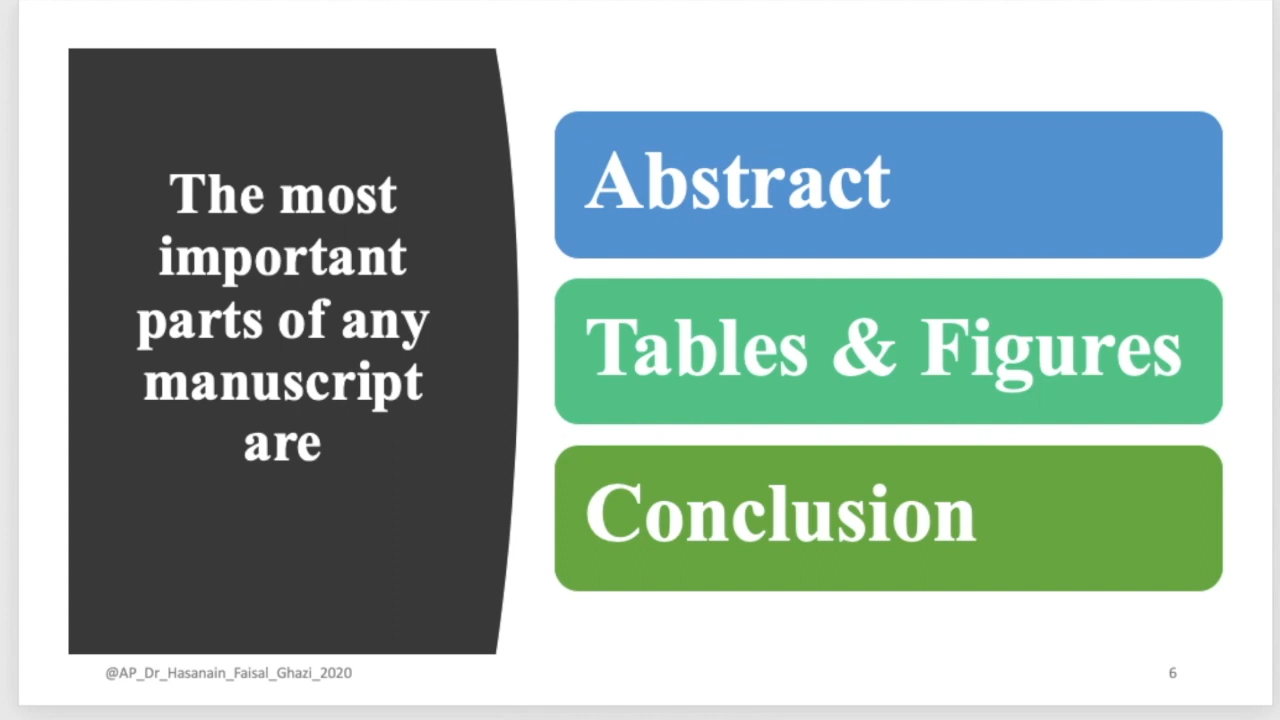 The most
important
parts of any
manuscript
are
Abstract
Tables & Figures
Conclusion
@AP_Dr_Hasanain_Faisal_Ghazi_2020
6